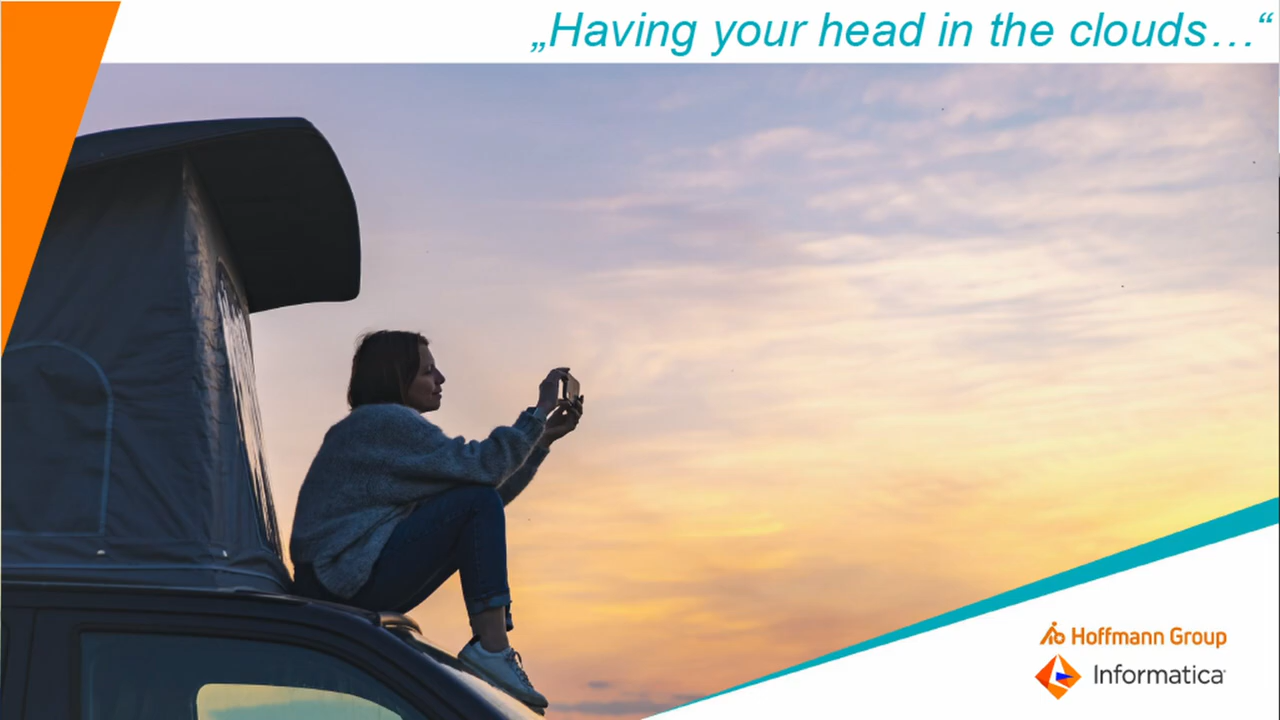 „Having your head in the clouds…“
Hoffmann Group
Informatica